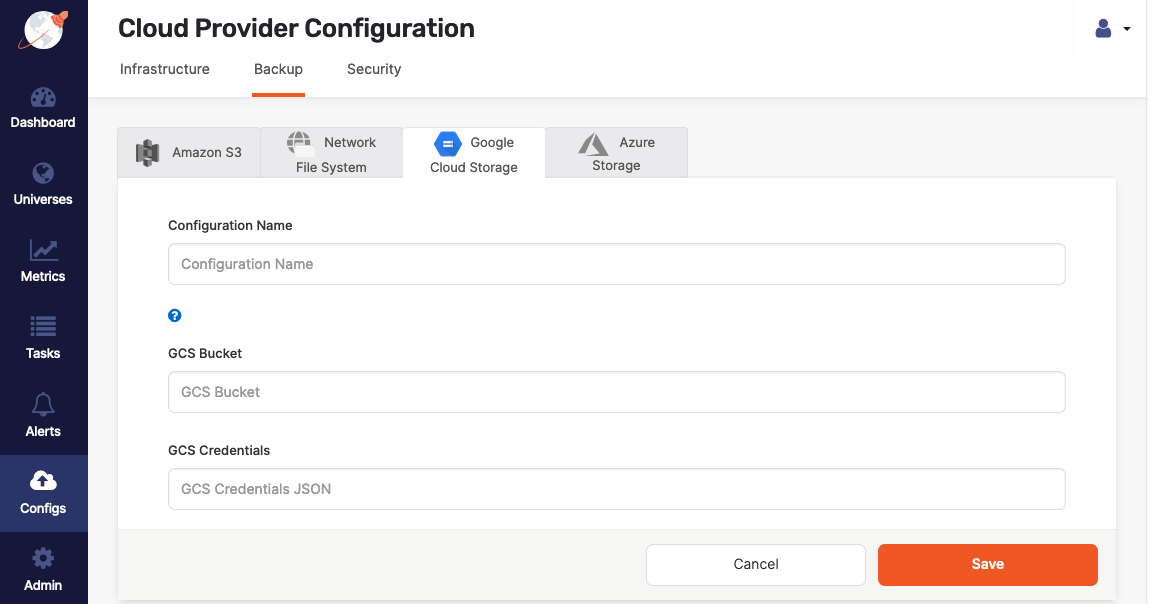 Cloud Provider Configuration
Infrastructure Backup Security
Dashboard
Universes
Metrics
Tasks
Alerts
Configs
Admin
Amazon S3
Network
File System
Google
Cloud Storage
Azure
Storage
Configuration Name
Configuration Name
?
GCS Bucket
GCS Bucket
GCS Credentials
GCS Credentials JSON
Cancel Save